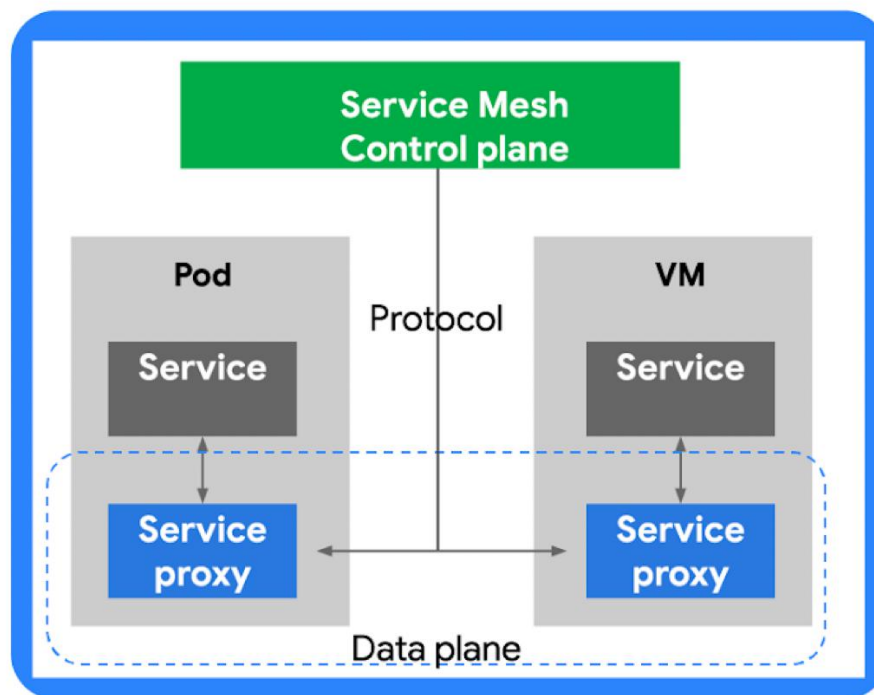 Service Mesh
Control plane
Pod
VM
Protocol
Service
Service
Service
proxy
Service
proxy
Data plane